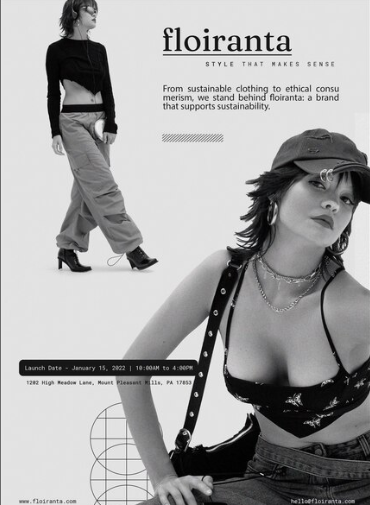 floiranta
STYLE THAT MAKES SENSE
From sustainable clothing to ethical consu
merism, we stand behind floiranta: a brand
that supports sustainability.
Launch Date - January 15, 2022 | 10:00AM to 4:00PM
1202 High Meadow Lane, Mount Pleasant Mills, PA 17853
www.floiranta.com
hello@floiranta.com